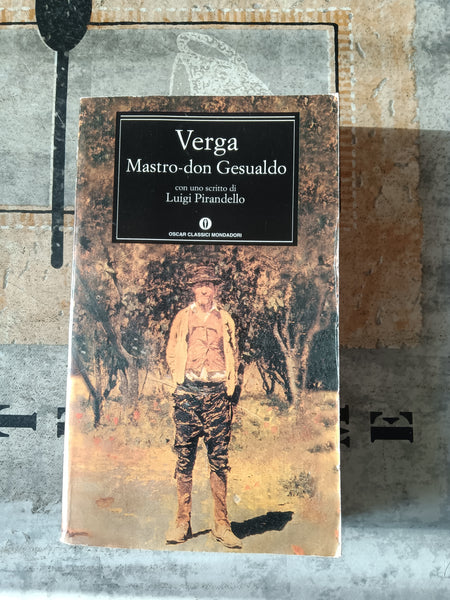 Verga
Mastro-don Gesualdo
con uno scritto di
Luigi Pirandello
OSCAR CLASSICI MONDADORI